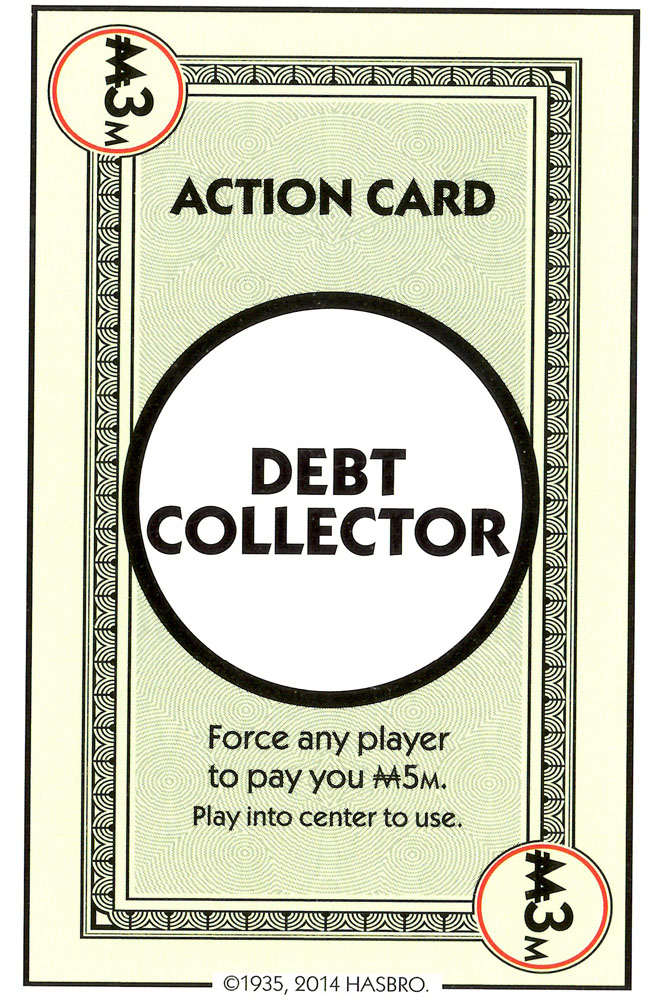 ₩3M
ACTION CARD
DEBT
COLLECTOR
Force any player
to pay you ₩5M.
Play into center to use.
₩3M
©1935, 2014 HASBRO.